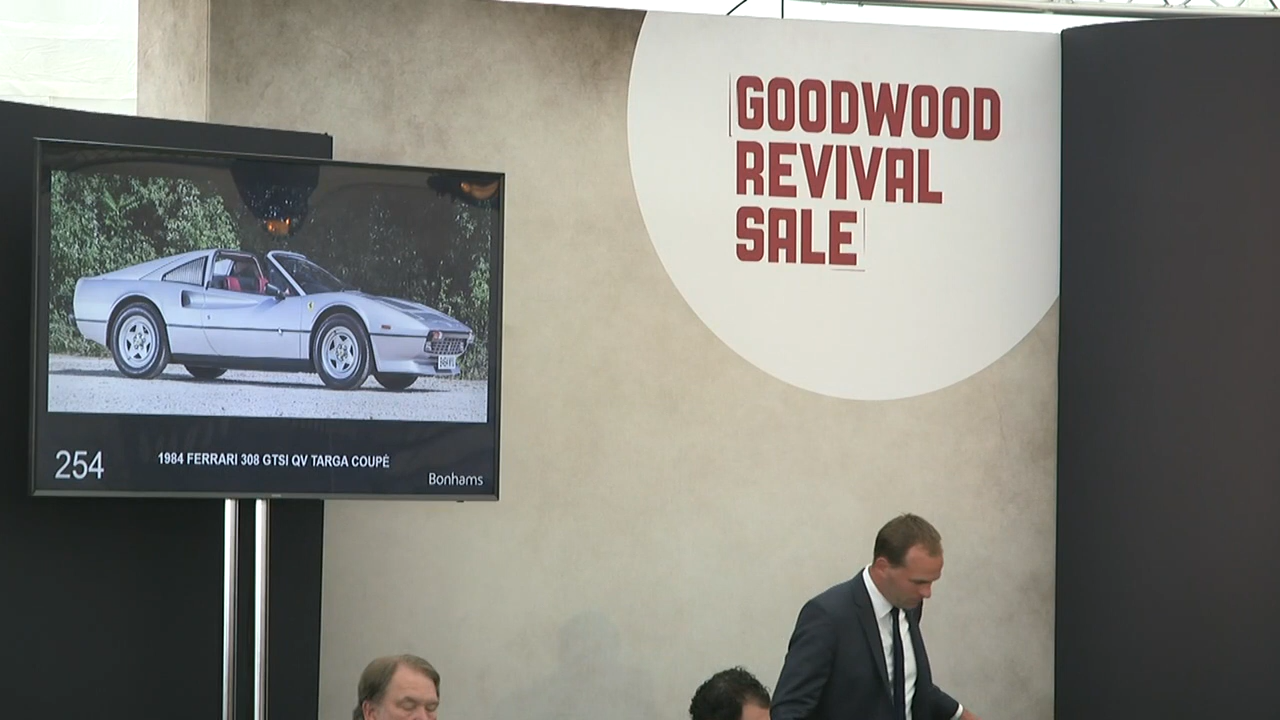 GOODWOOD
REVIVAL
SALE
254
1984 FERRARI 308 GTSI QV TARGA COUPÉ
Bonhams